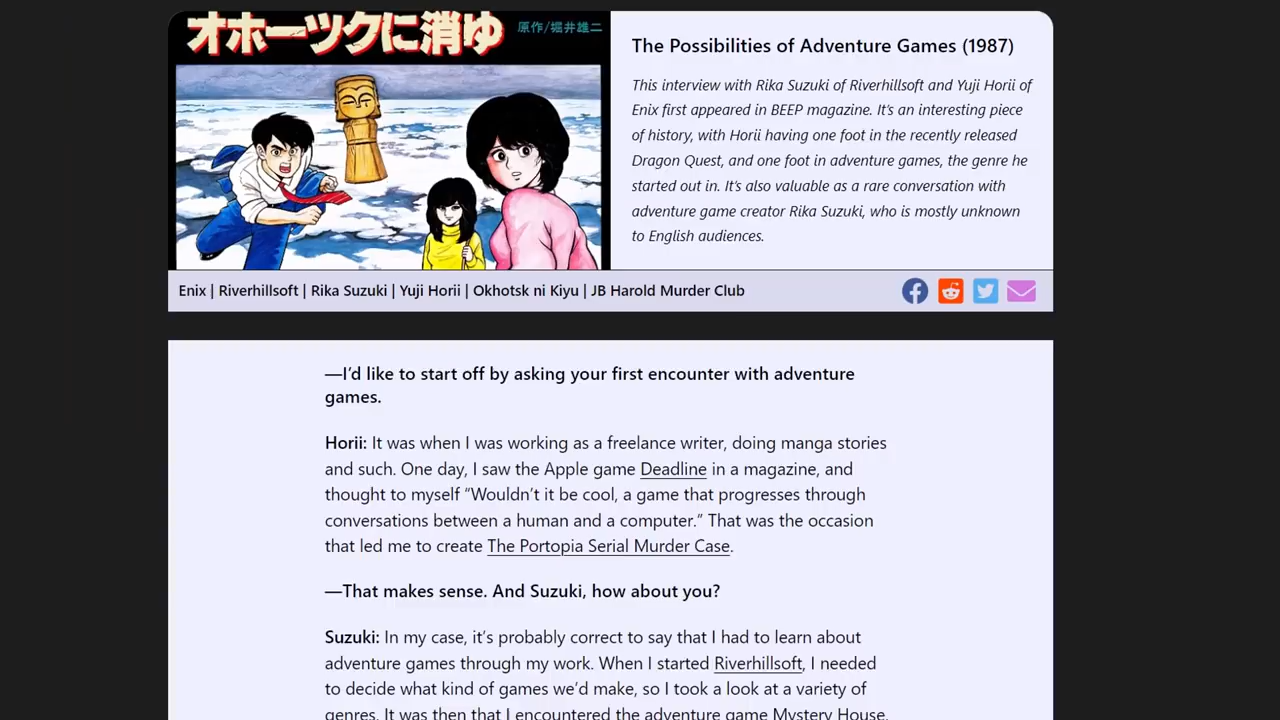 オホーツクに消ゆ
原作/堀井雄二
The Possibilities of Adventure Games (1987)
This interview with Rika Suzuki of Riverhillsoft and Yuji Horii of
Enix first appeared in BEEP magazine. It's an interesting piece
of history, with Horii having one foot in the recently released
Dragon Quest, and one foot in adventure games, the genre he
started out in. It's also valuable as a rare conversation with
adventure game creator Rika Suzuki, who is mostly unknown
to English audiences.
Enix | Riverhillsoft | Rika Suzuki | Yuji Horii | Okhotsk ni Kiyu | JB Harold Murder Club
—I'd like to start off by asking your first encounter with adventure
games.
Horii: It was when I was working as a freelance writer, doing manga stories
and such. One day, I saw the Apple game Deadline in a magazine, and
thought to myself “Wouldn't it be cool, a game that progresses through
conversations between a human and a computer.” That was the occasion
that led me to create The Portopia Serial Murder Case.
—That makes sense. And Suzuki, how about you?
Suzuki: In my case, it's probably correct to say that I had to learn about
adventure games through my work. When I started Riverhillsoft, I needed
to decide what kind of games we'd make, so I took a look at a variety of
genres. It was then that I encountered the adventure game Mystery House.